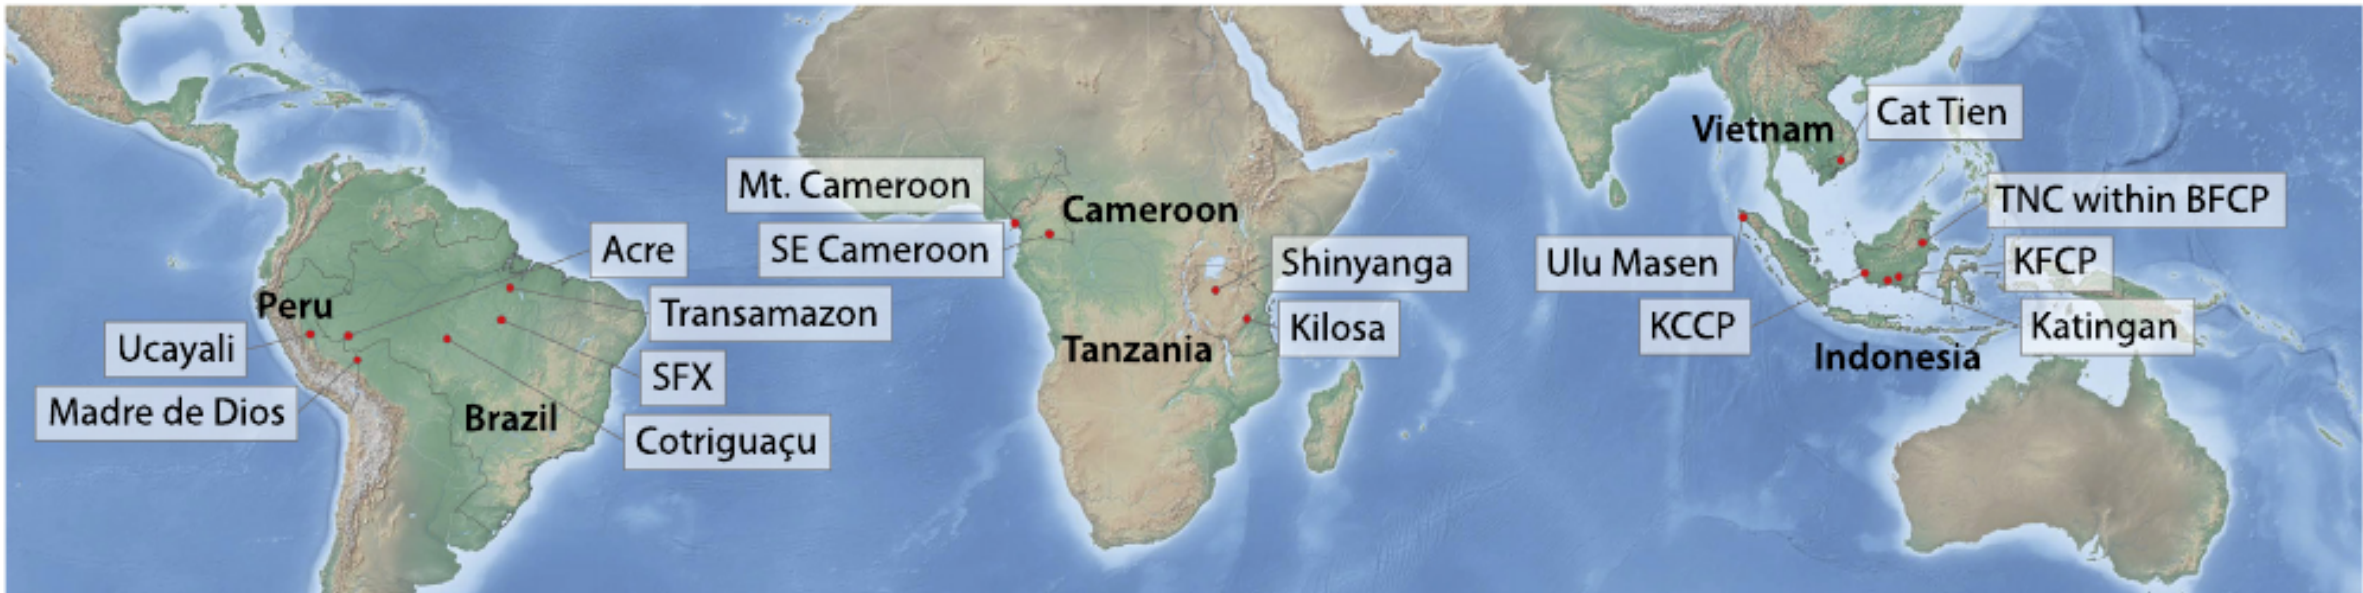 Peru
Ucayali
Madre de Dios
Acre
Transamazon
SFX
Cotriguaçu
Brazil
Mt. Cameroon
SE Cameroon
Cameroon
Shinyanga
Kilosa
Tanzania
Vietnam
Cat Tien
TNC within BFCP
Ulu Masen
KFCP
KCCP
Katingan
Indonesia